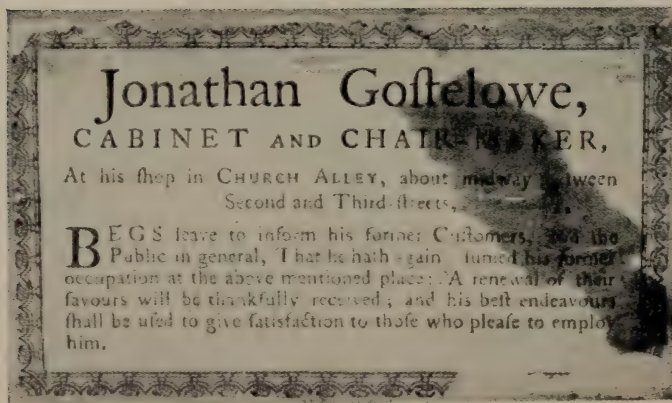 Jonathan Goſtelowe,
CABINET AND CHAIR-MAKER,
At his ſhop in CHURCH ALLEY, about midway between
Second and Third-ſtreets,
BEGS leave to inform his former Cuſtomers, and the
Public in general, That he hath again his former
occupation at the above mentioned place: A renewal of their
favours will be thankfully received; and his beſt endeavours
ſhall be uſed to give ſatisfaction to thoſe who pleaſe to employ
him.